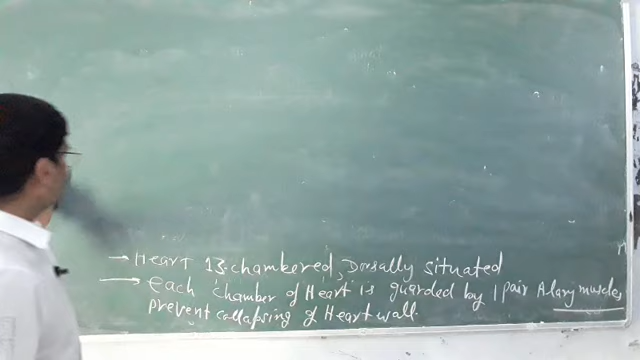 → Heart 13-chambered, Dorsally situated
→ Each chamber of Heart is guarded by 1 pair Alary muscles
prevent collapsing of Heart wall.